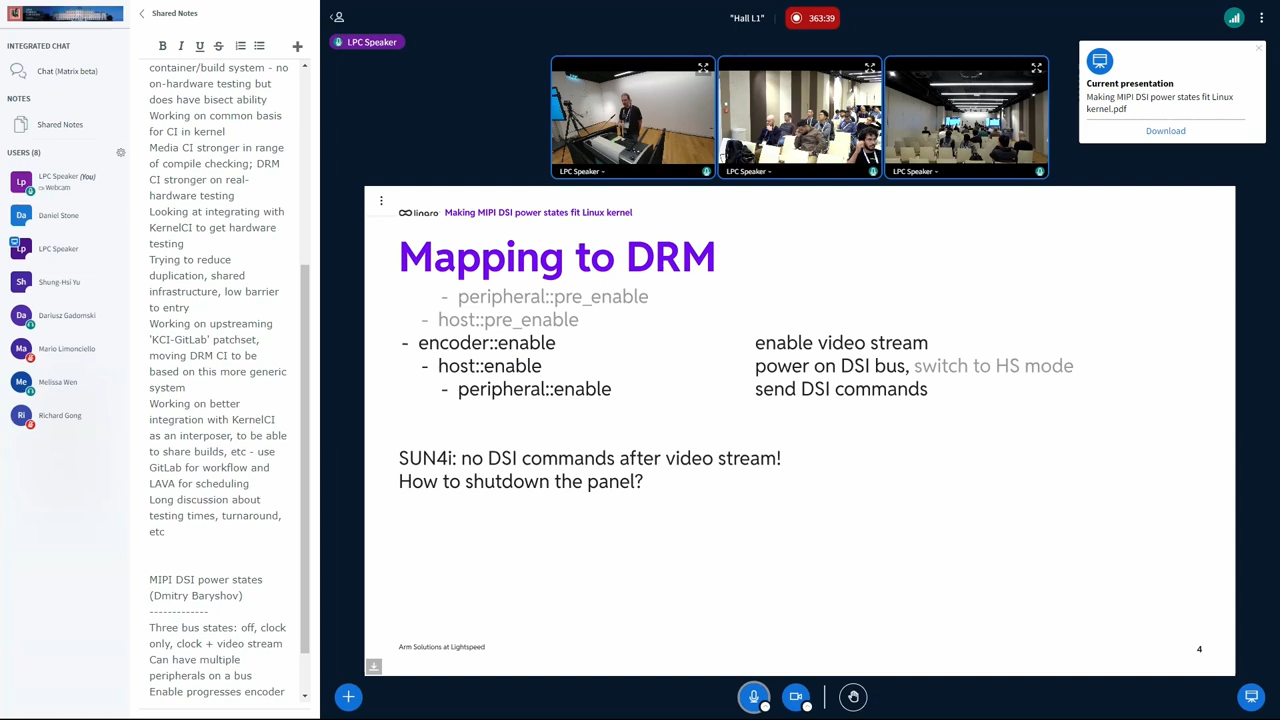 INTEGRATED CHAT
Chat (Matrix beta)
NOTES
Shared Notes
USERS (8)
Lp
LPC Speaker (You)
Webcam
Da
Daniel Stone
Lp
LPC Speaker
Sh
Shung-Hsi Yu
Da
Dariusz Gadomski
Ma
Mario Limonciello
Me
Melissa Wen
Ri
Richard Gong
Shared Notes
B I U S
container/build system - no
on-hardware testing but
does have bisect ability
Working on common basis
for CI in kernel
Media CI stronger in range
of compile checking; DRM
CI stronger on real-
hardware testing
Looking at integrating with
KernelCI to get hardware
testing
Trying to reduce
duplication, shared
infrastructure, low barrier
to entry
Working on upstreaming
'KCI-GitLab' patchset,
moving DRM CI to be
based on this more generic
system
Working on better
integration with KernelCI
as an interposer, to be able
to share builds, etc - use
GitLab for workflow and
LAVA for scheduling
Long discussion about
testing times, turnaround,
etc
MIPI DSI power states
(Dmitry Baryshov)
-------------
Three bus states: off, clock
only, clock + video stream
Can have multiple
peripherals on a bus
Enable progresses encoder
"Hall L1"
363:39
LPC Speaker
LPC Speaker
LPC Speaker
LPC Speaker
Current presentation
Making MIPI DSI power states fit Linux
kernel.pdf
Download
linaro Making MIPI DSI power states fit Linux kernel
Mapping to DRM
- peripheral::pre_enable
- host::pre_enable
- encoder::enable enable video stream
- host::enable power on DSI bus, switch to HS mode
- peripheral::enable send DSI commands
SUN4i: no DSI commands after video stream!
How to shutdown the panel?
Arm Solutions at Lightspeed
4